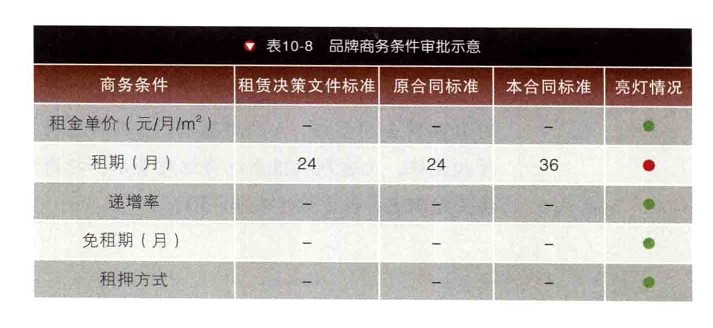 表10-8 品牌商务条件审批示意
商务条件 租赁决策文件标准 原合同标准 本合同标准 亮灯情况
租金单价（元/月/m²） – – –
租期（月） 24 24 36
递增率 – – –
免租期（月） – – –
租押方式 – – –